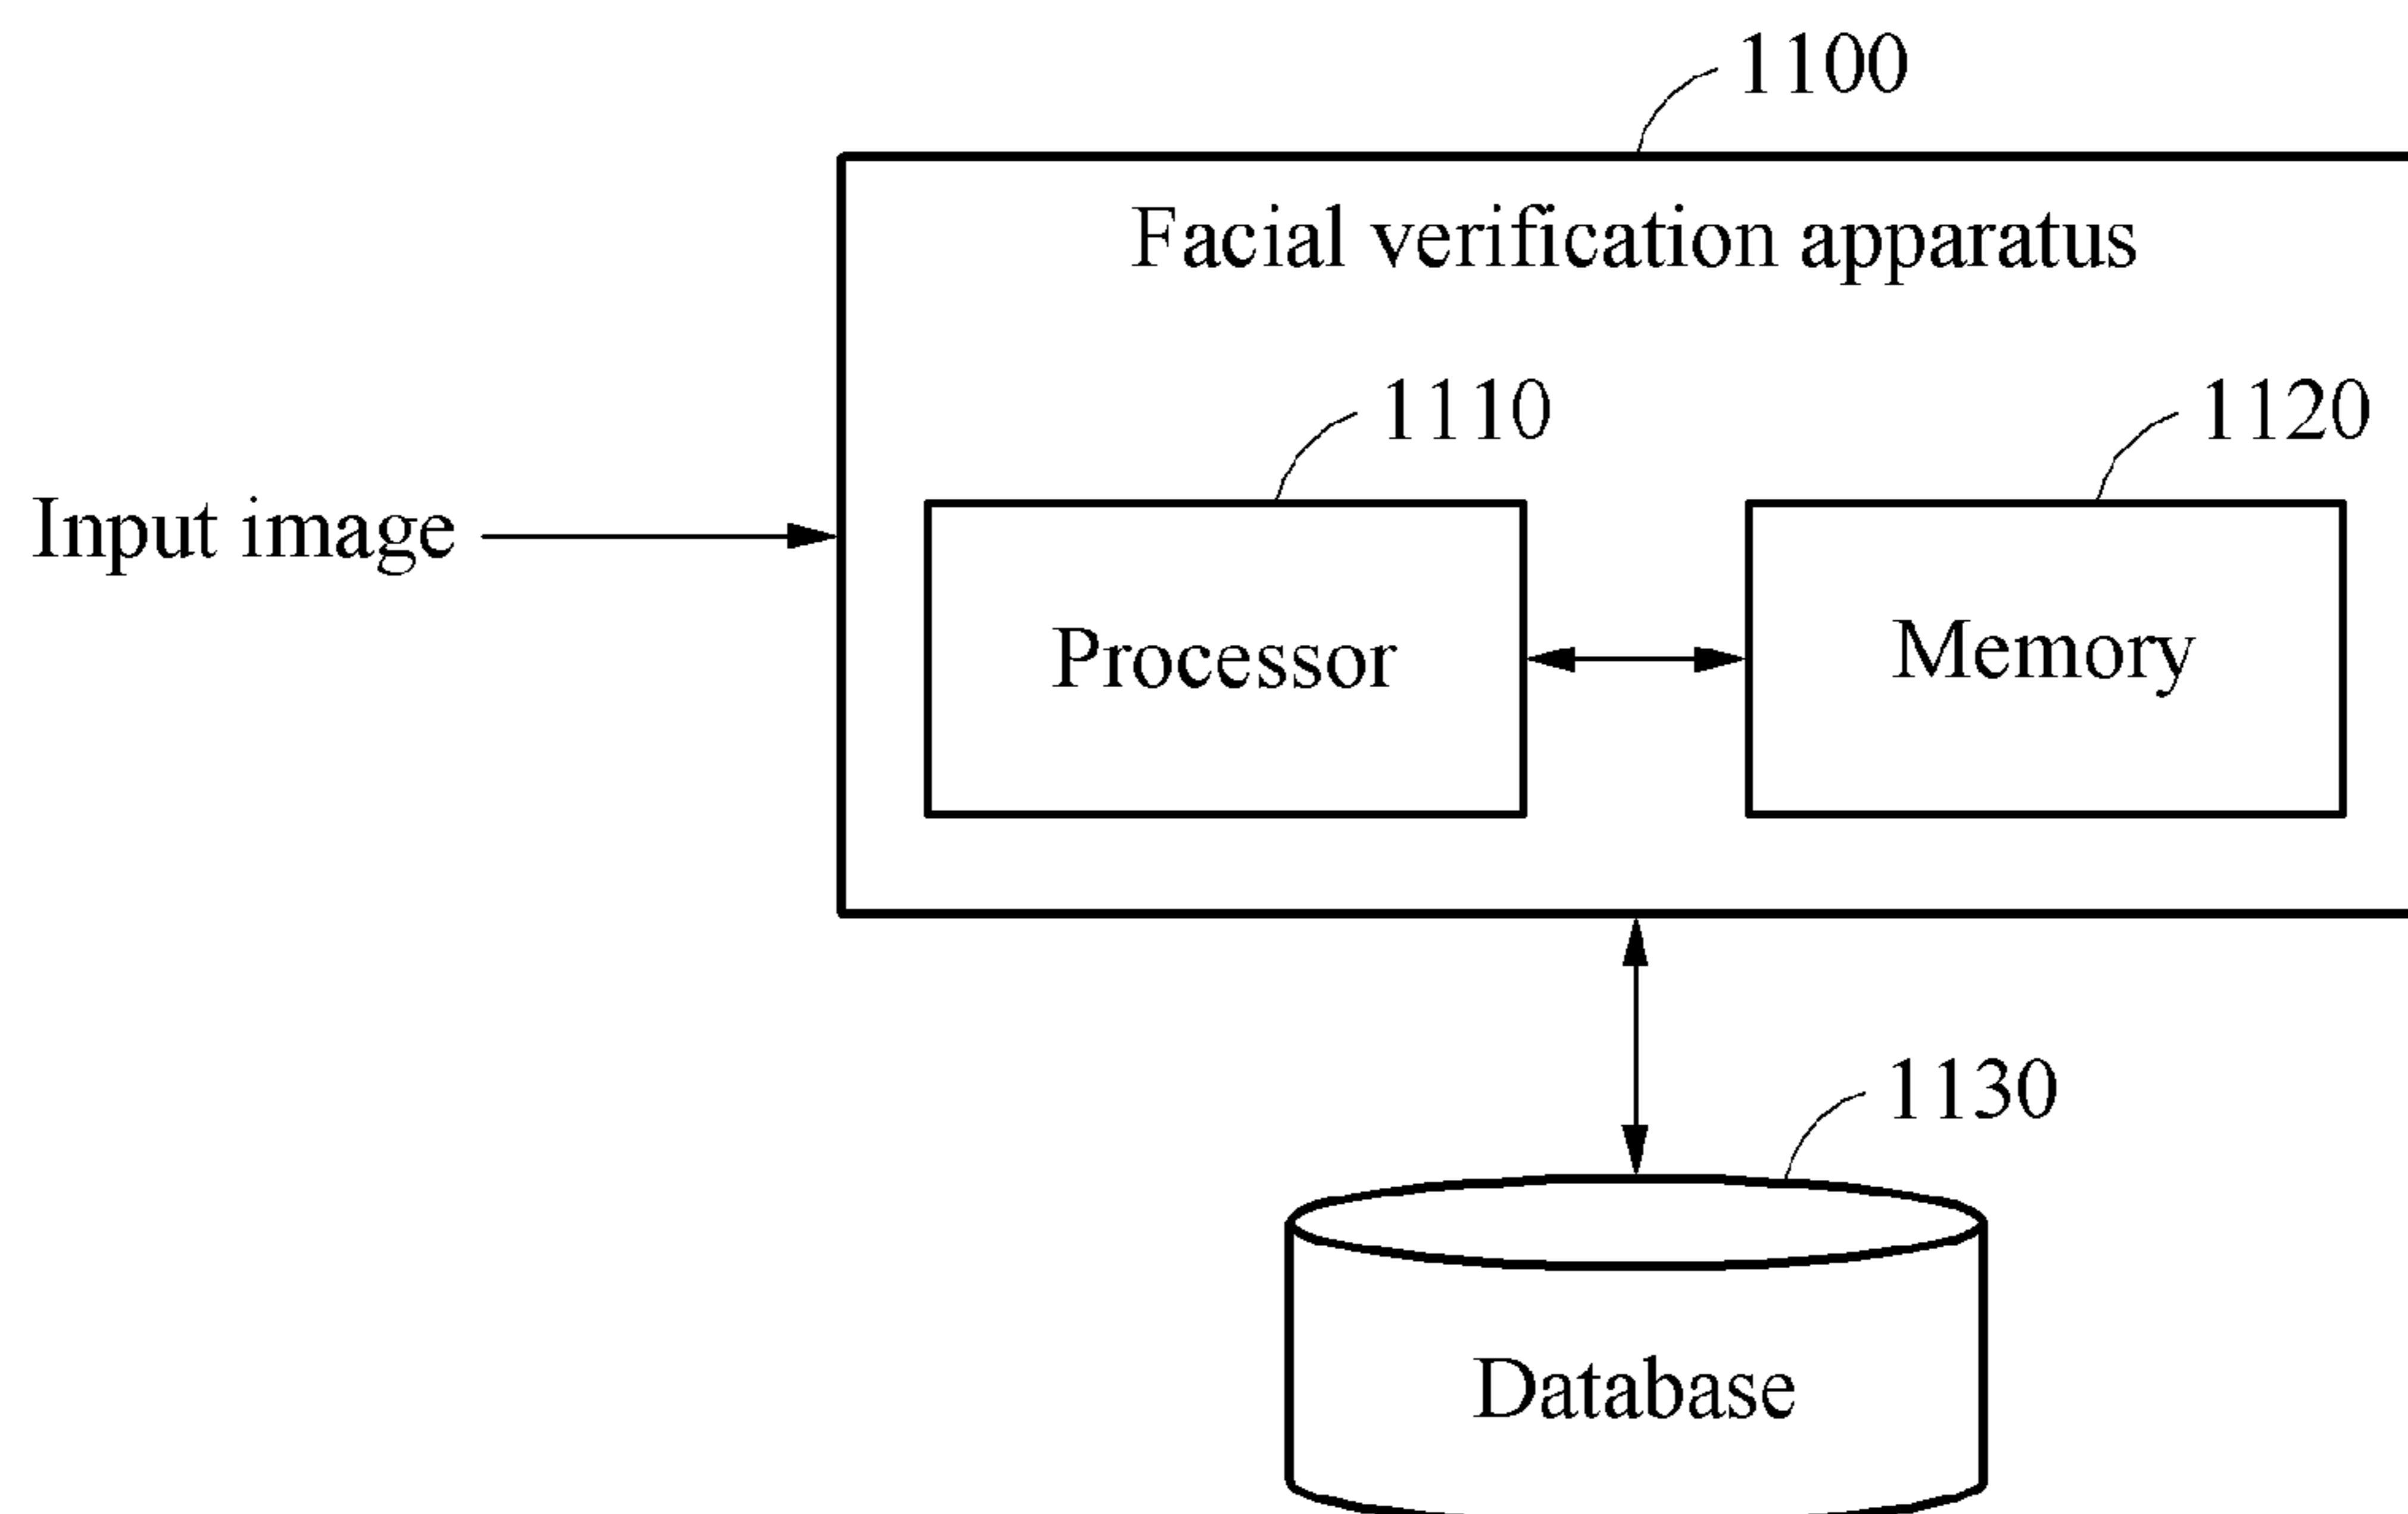 1100
Facial verification apparatus
1110
1120
Input image
Processor
Memory
1130
Database